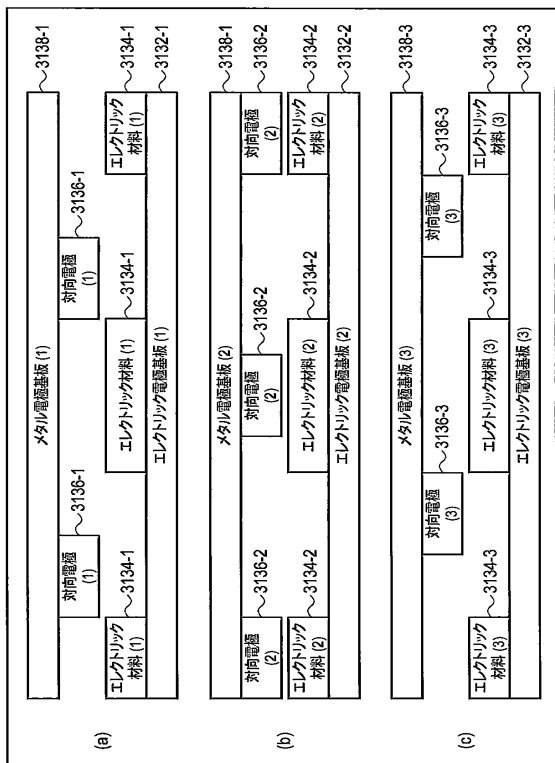 (a)
メタル電極基板 (1)
3138-1
対向電極
(1)
3136-1
対向電極
(1)
3136-1
エレクトリック
材料 (1)
3134-1
エレクトリック材料 (1)
3134-1
エレクトリック
材料 (1)
3134-1
エレクトリック電極基板 (1)
3132-1
(b)
メタル電極基板 (2)
3138-1
対向電極
(2)
3136-2
対向電極
(2)
3136-2
対向電極
(2)
3136-2
エレクトリック
材料 (2)
3134-2
エレクトリック材料 (2)
3134-2
エレクトリック
材料 (2)
3134-2
エレクトリック電極基板 (2)
3132-2
(c)
メタル電極基板 (3)
3138-3
対向電極
(3)
3136-3
対向電極
(3)
3136-3
エレクトリック
材料 (3)
3134-3
エレクトリック材料 (3)
3134-3
エレクトリック
材料 (3)
3134-3
エレクトリック電極基板 (3)
3132-3